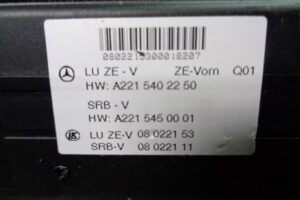 08022153300018207
LU ZE - V ZE-Vorn Q01
HW: A221 540 22 50
SRB - V
HW: A221 545 00 01
LU ZE-V 08 0221 53
SRB-V 08 0221 11